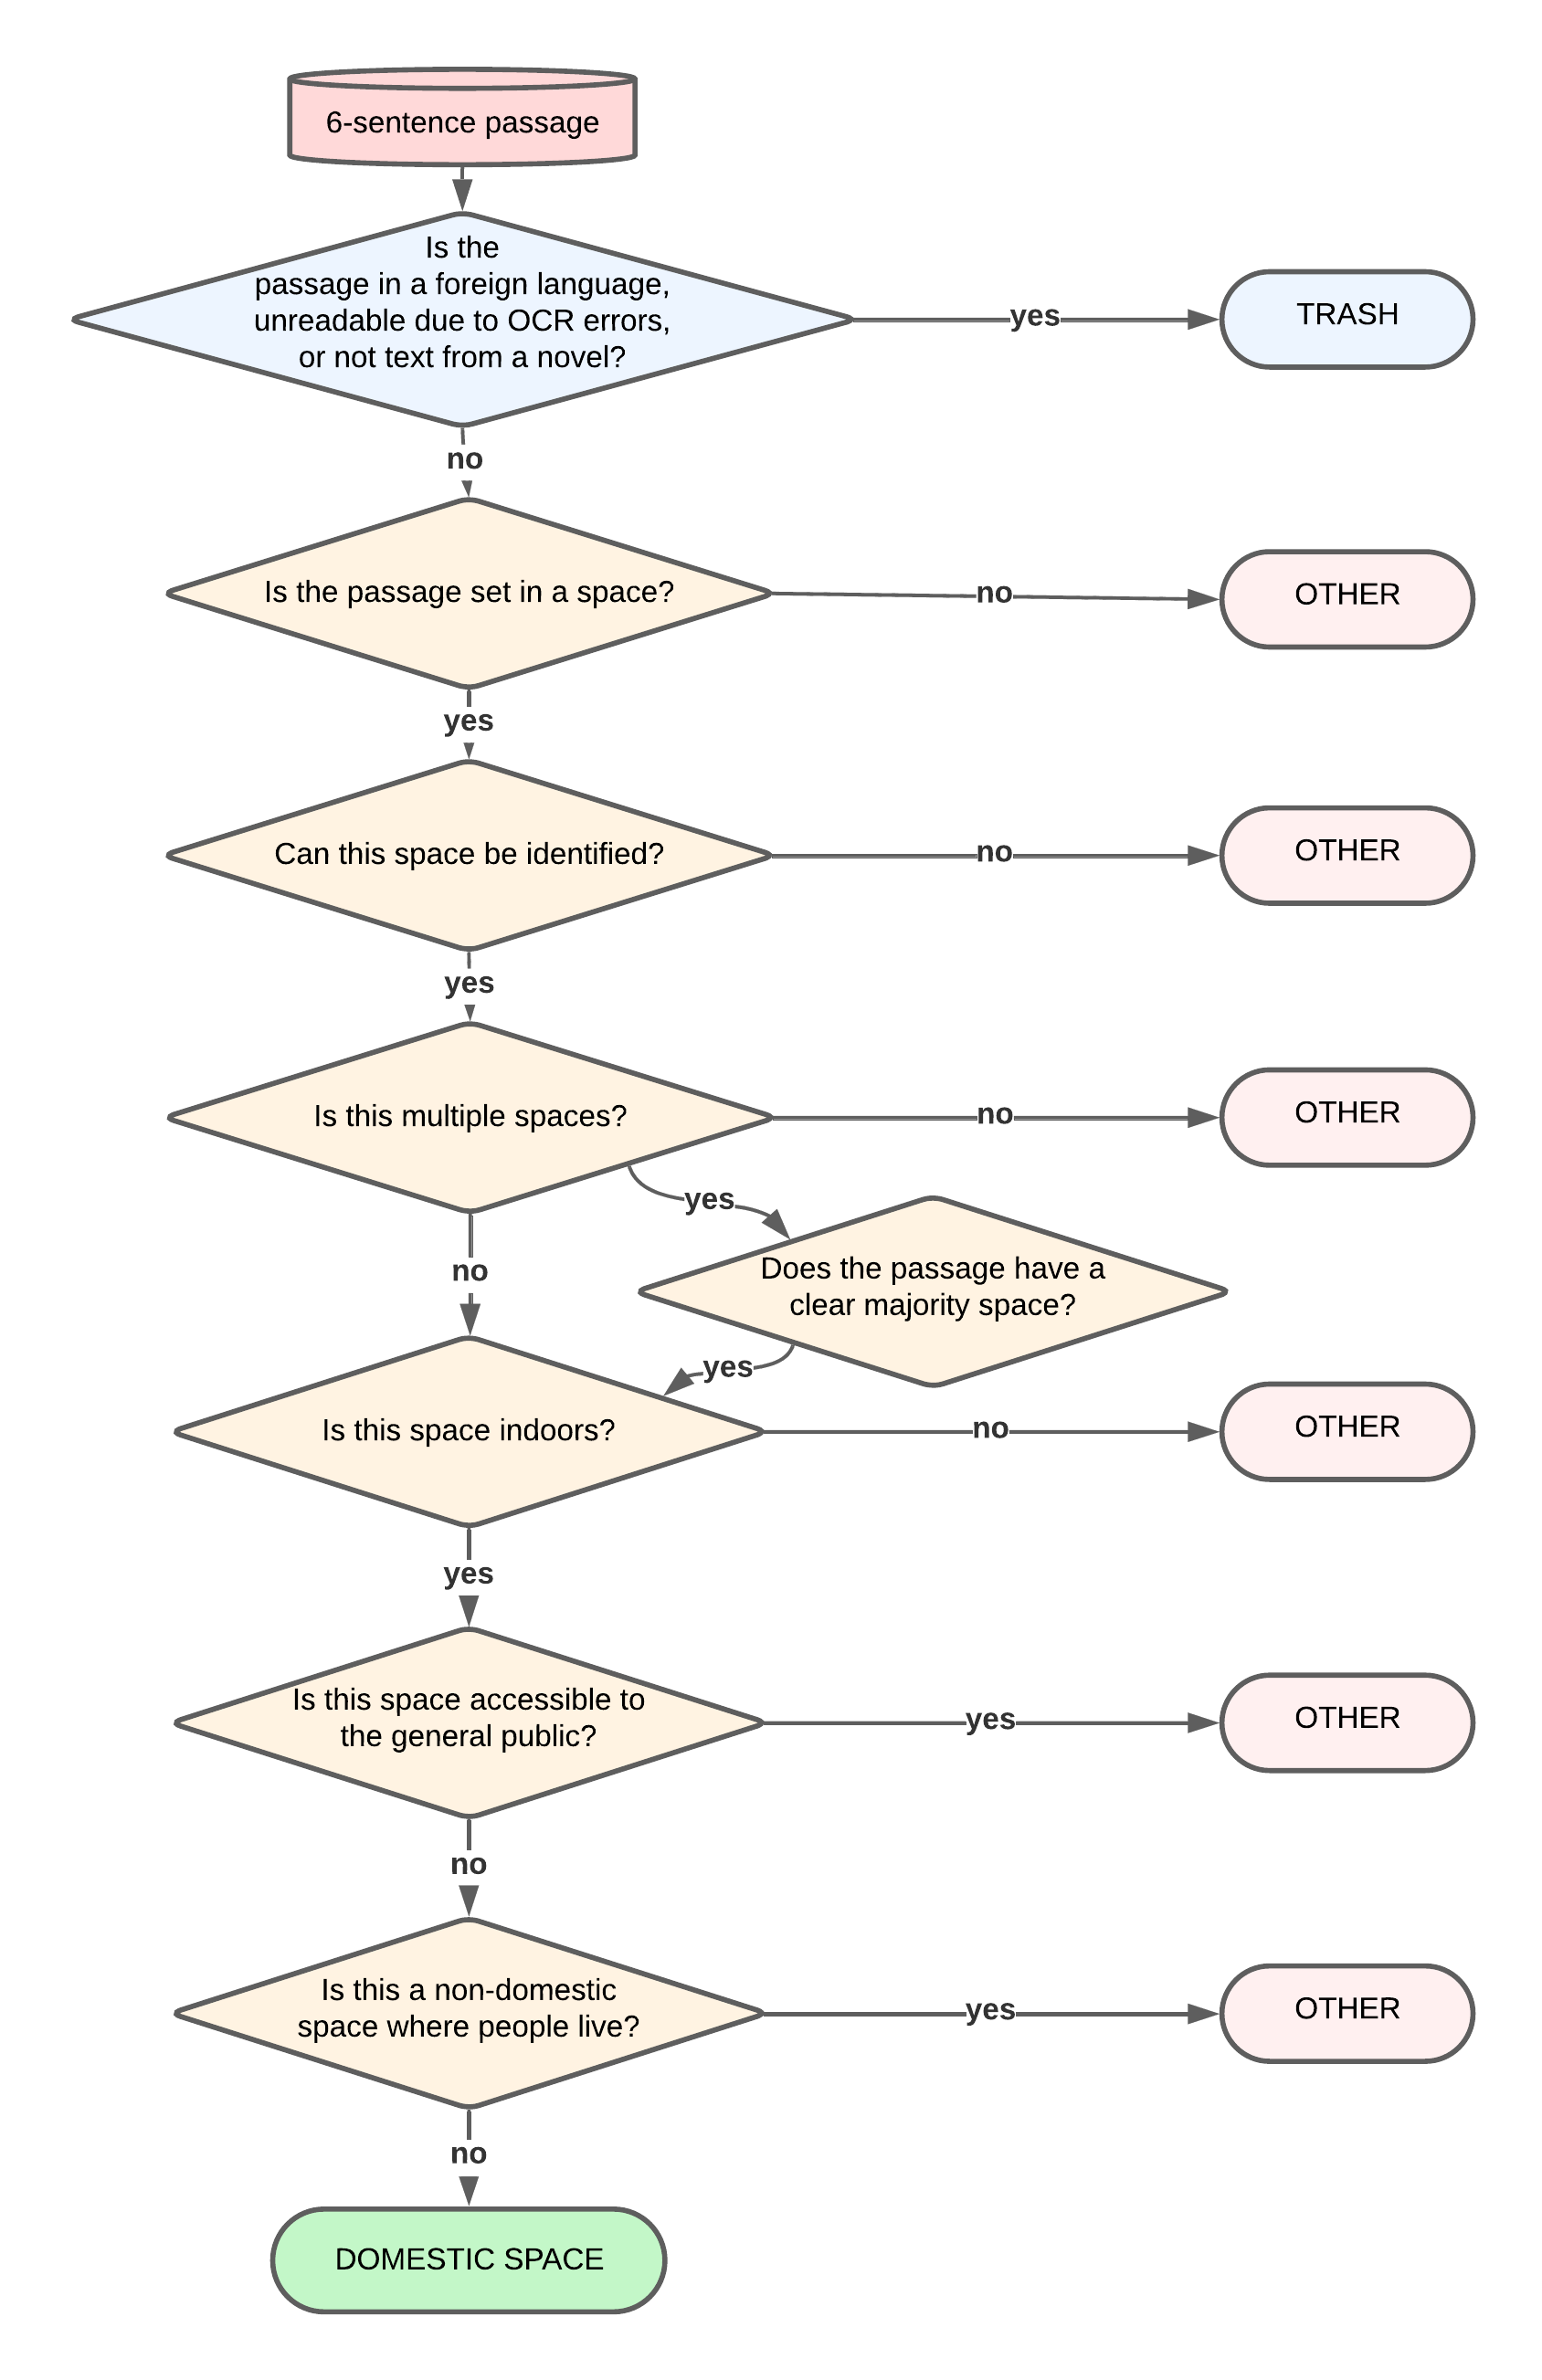 6-sentence passage
Is the
passage in a foreign language,
unreadable due to OCR errors,
or not text from a novel?
yes
TRASH
no
Is the passage set in a space?
no
OTHER
yes
Can this space be identified?
no
OTHER
yes
Is this multiple spaces?
no
OTHER
yes
Does the passage have a
clear majority space?
no
yes
Is this space indoors?
no
OTHER
yes
Is this space accessible to
the general public?
yes
OTHER
no
Is this a non-domestic
space where people live?
yes
OTHER
no
DOMESTIC SPACE